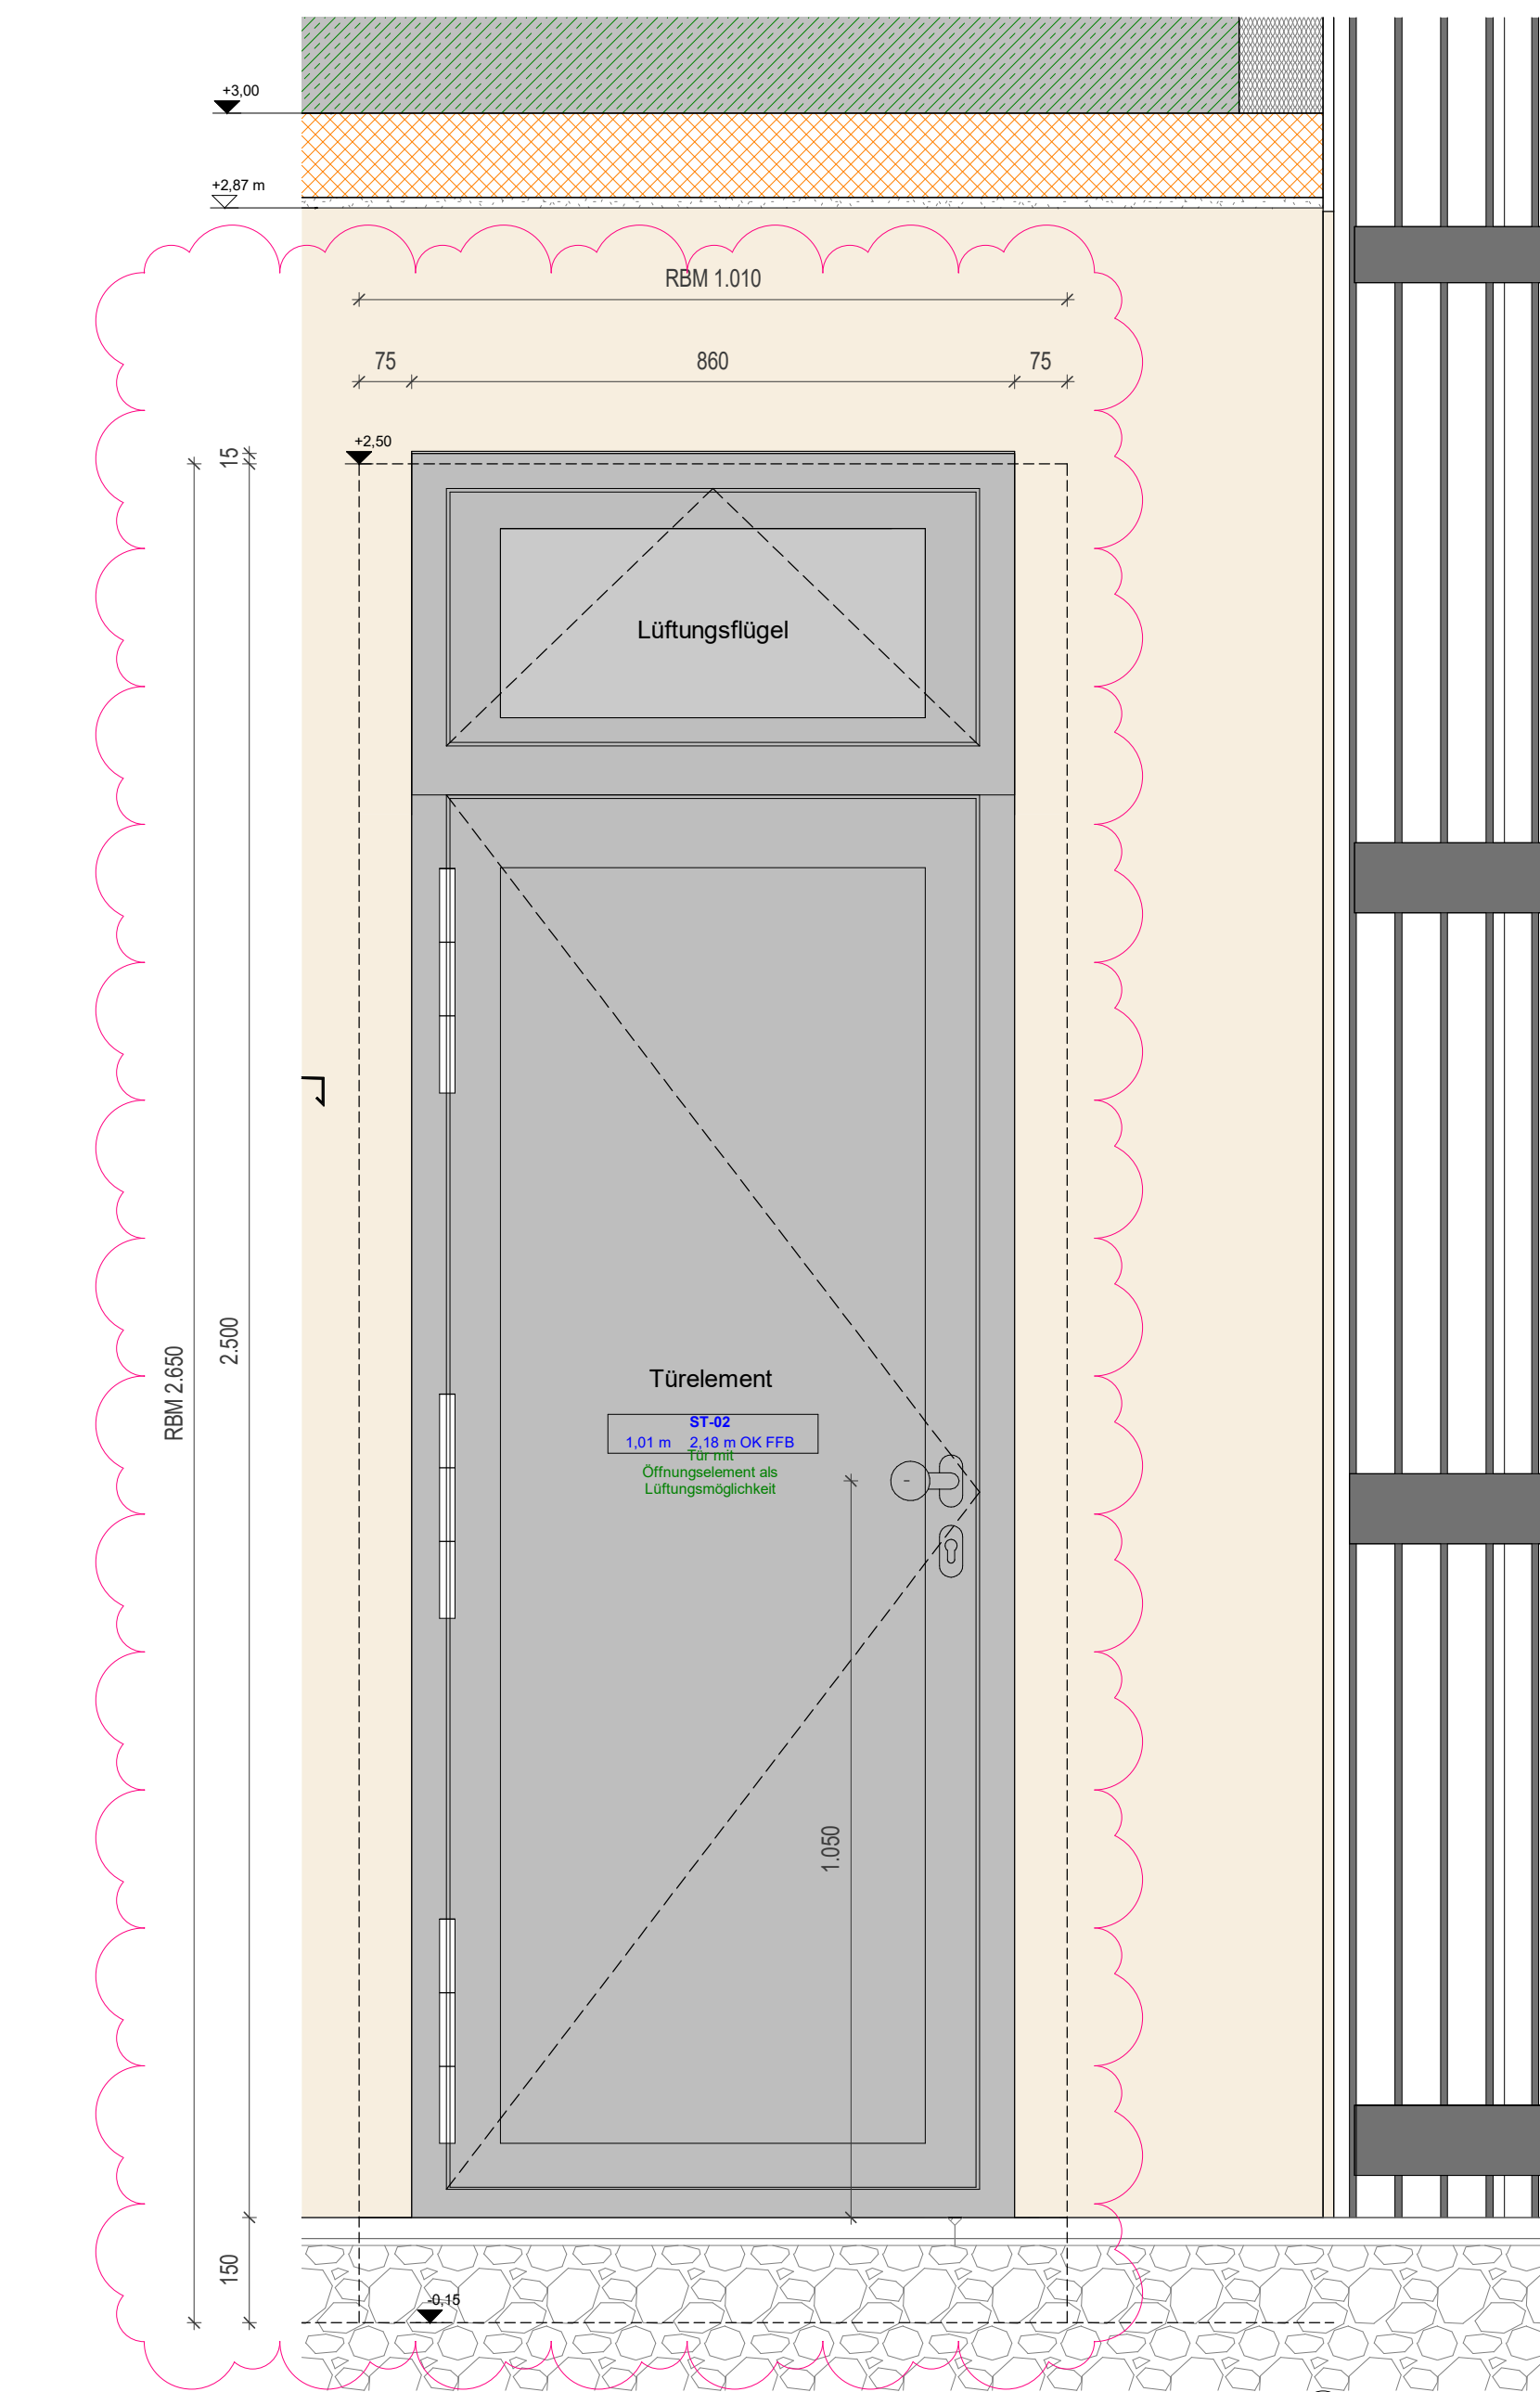 +3,00
+2,87 m
RBM 1.010
75
860
75
+2,50
15
Lüftungsflügel
2.500
RBM 2.650
Türelement
ST-02
1,01 m 2,18 m OK FFB
Tür mit
Öffnungselement als
Lüftungsmöglichkeit
1.050
150
-0,15